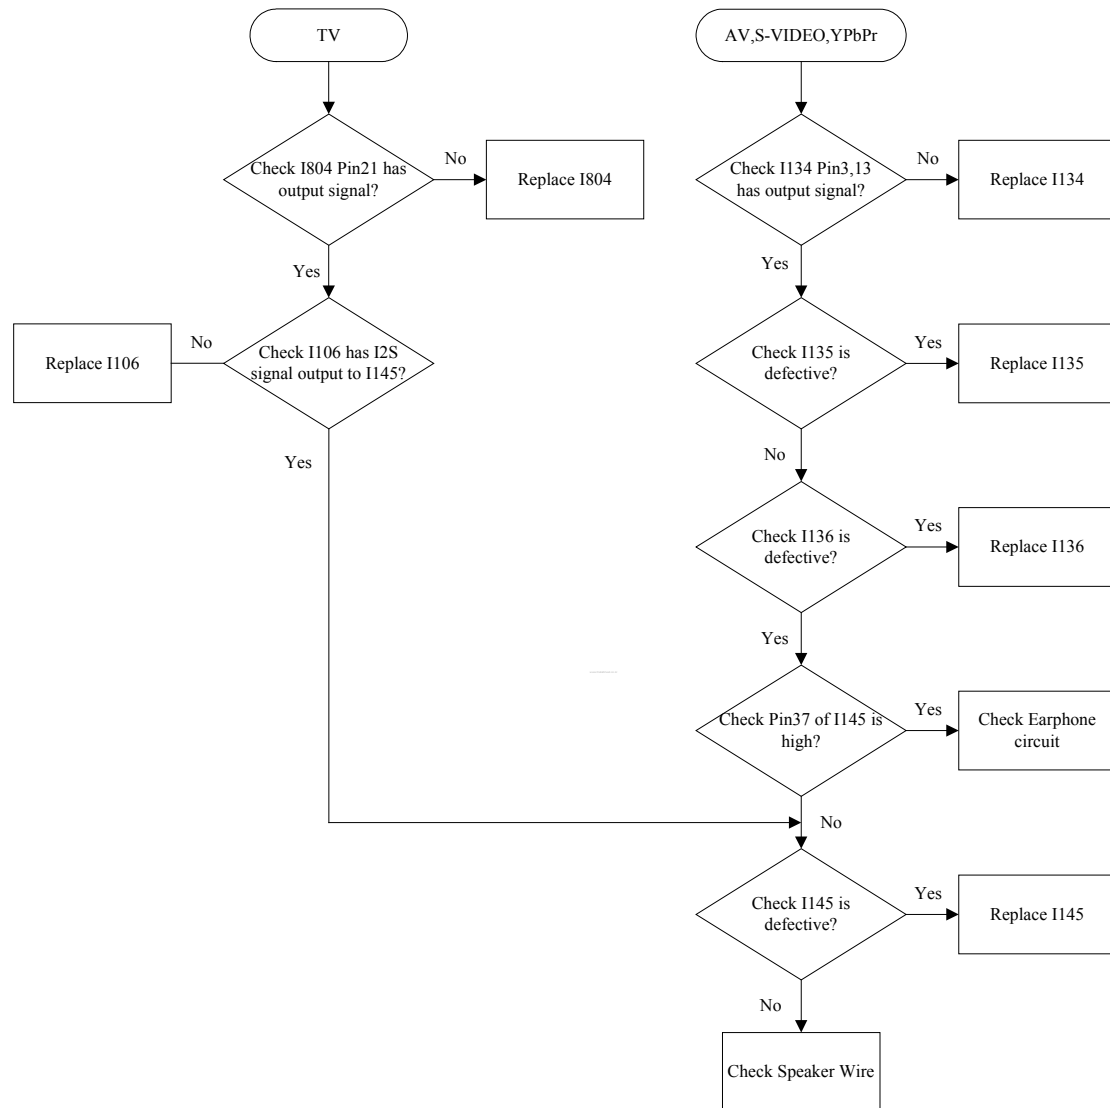 TV
AV,S-VIDEO,YPbPr
Check I804 Pin21 has
output signal?
No
Replace I804
Check I134 Pin3,13
has output signal?
No
Replace I134
Yes
Yes
Replace I106
No
Check I106 has I2S
signal output to I145?
Check I135 is
defective?
Yes
Replace I135
Yes
No
Check I136 is
defective?
Yes
Replace I136
Yes
Check Pin37 of I145 is
high?
Yes
Check Earphone
circuit
No
Check I145 is
defective?
Yes
Replace I145
No
Check Speaker Wire